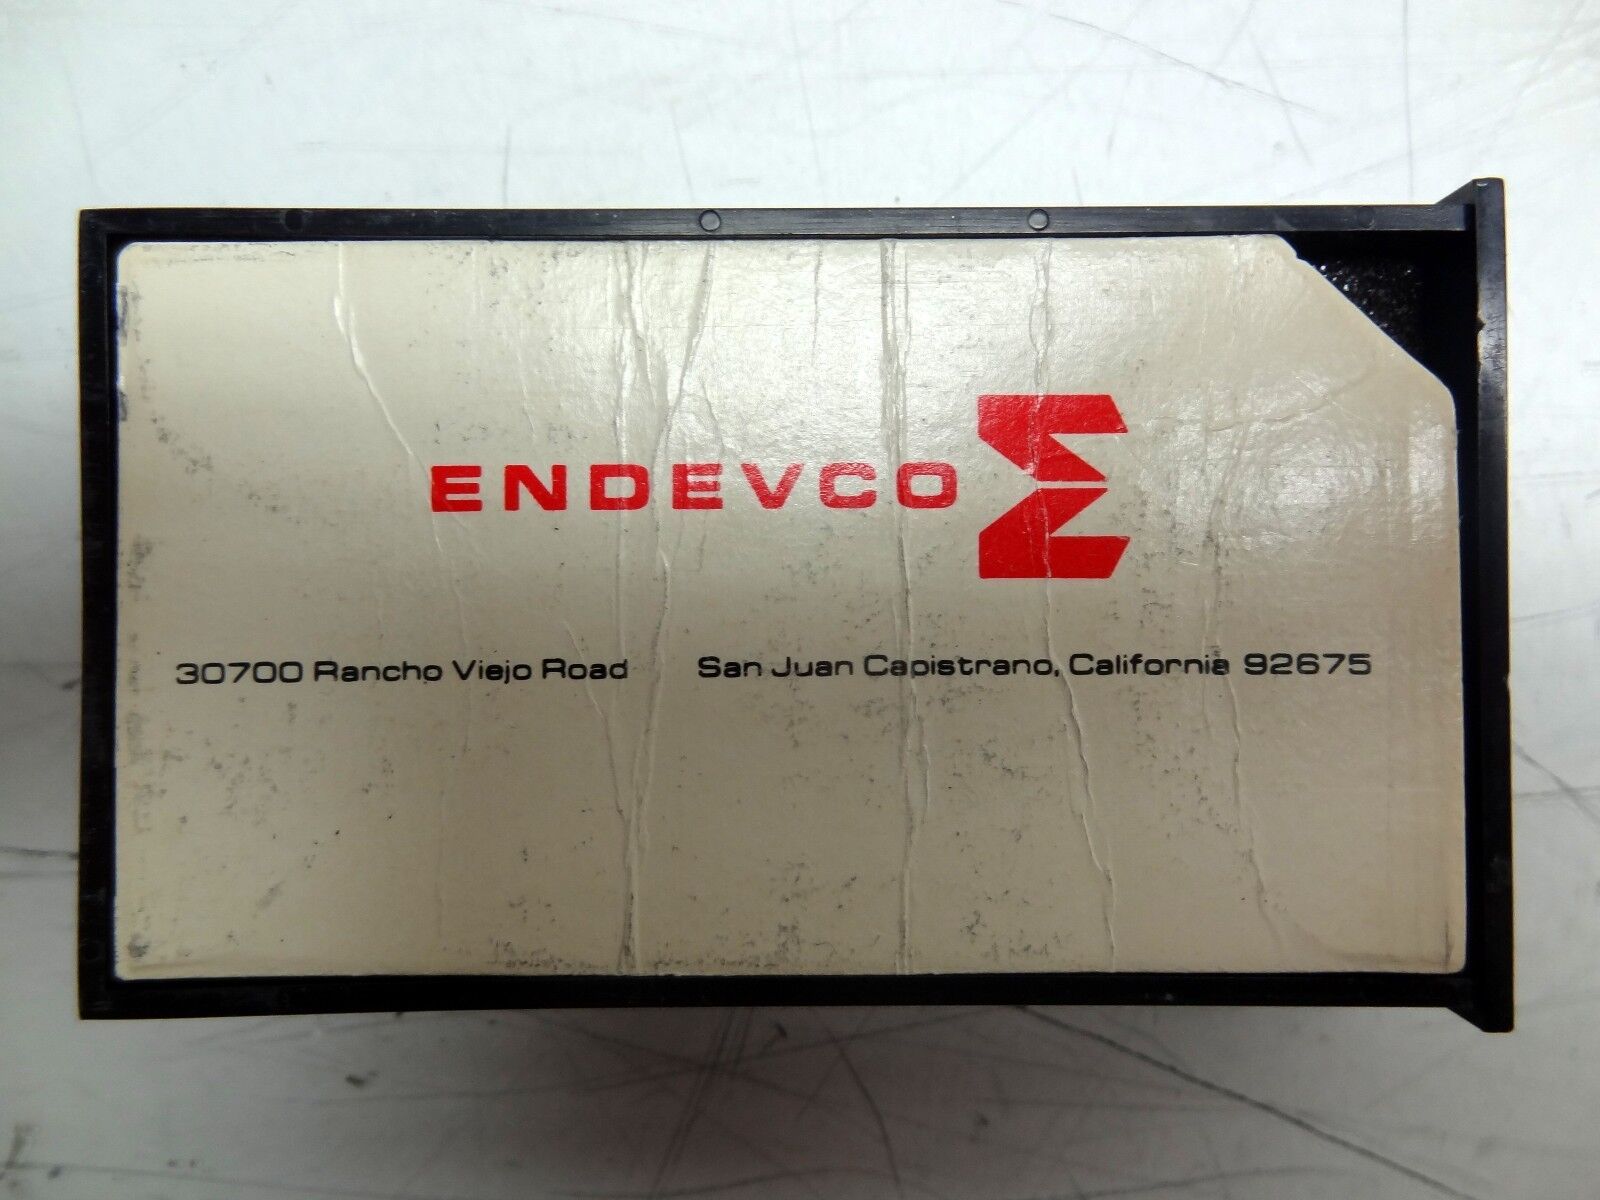 ENDEVCO
30700 Rancho Viejo Road San Juan Capistrano, California 92675